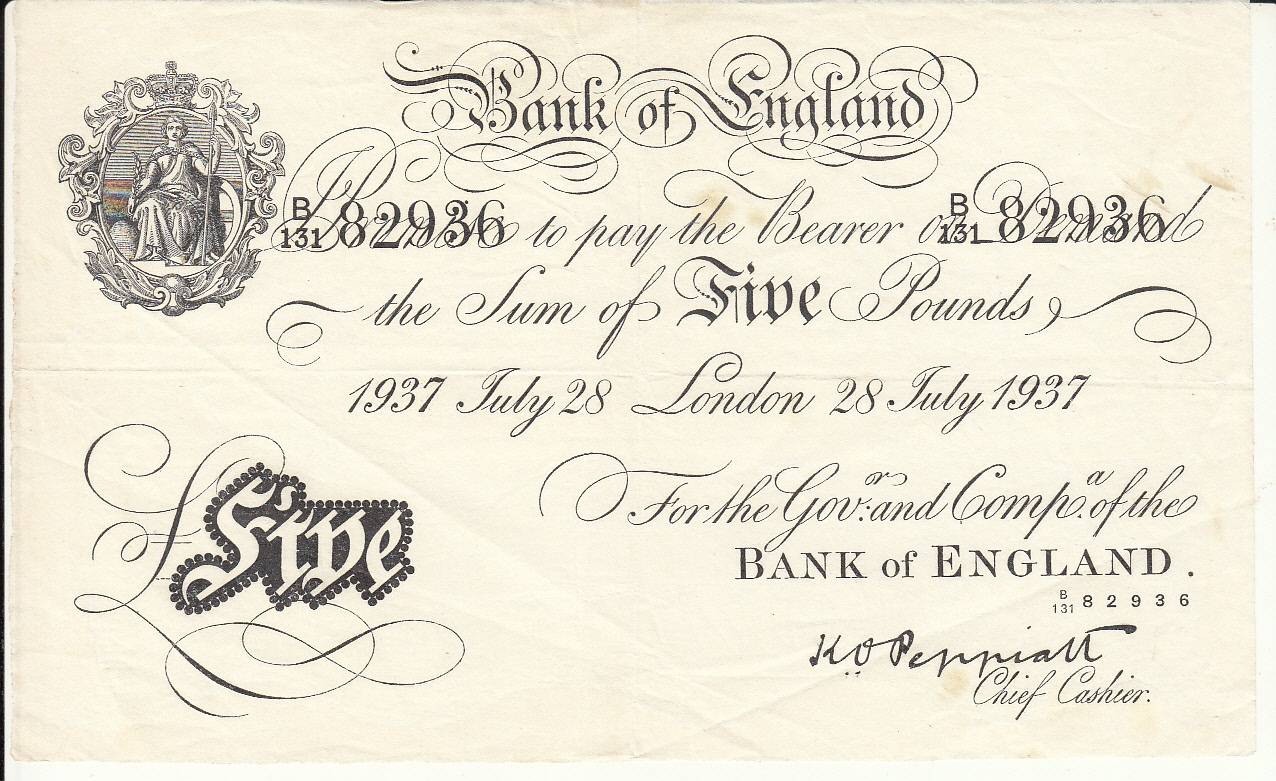 Bank of England
B/131 82936 to pay the Bearer on Demand B/131 82936
the Sum of Five Pounds,
1937 July 28 London 28 July 1937
For the Govr. and Compa. of the
BANK of ENGLAND.
B/131 82936
£Five
K O Peppiatt
Chief Cashier.